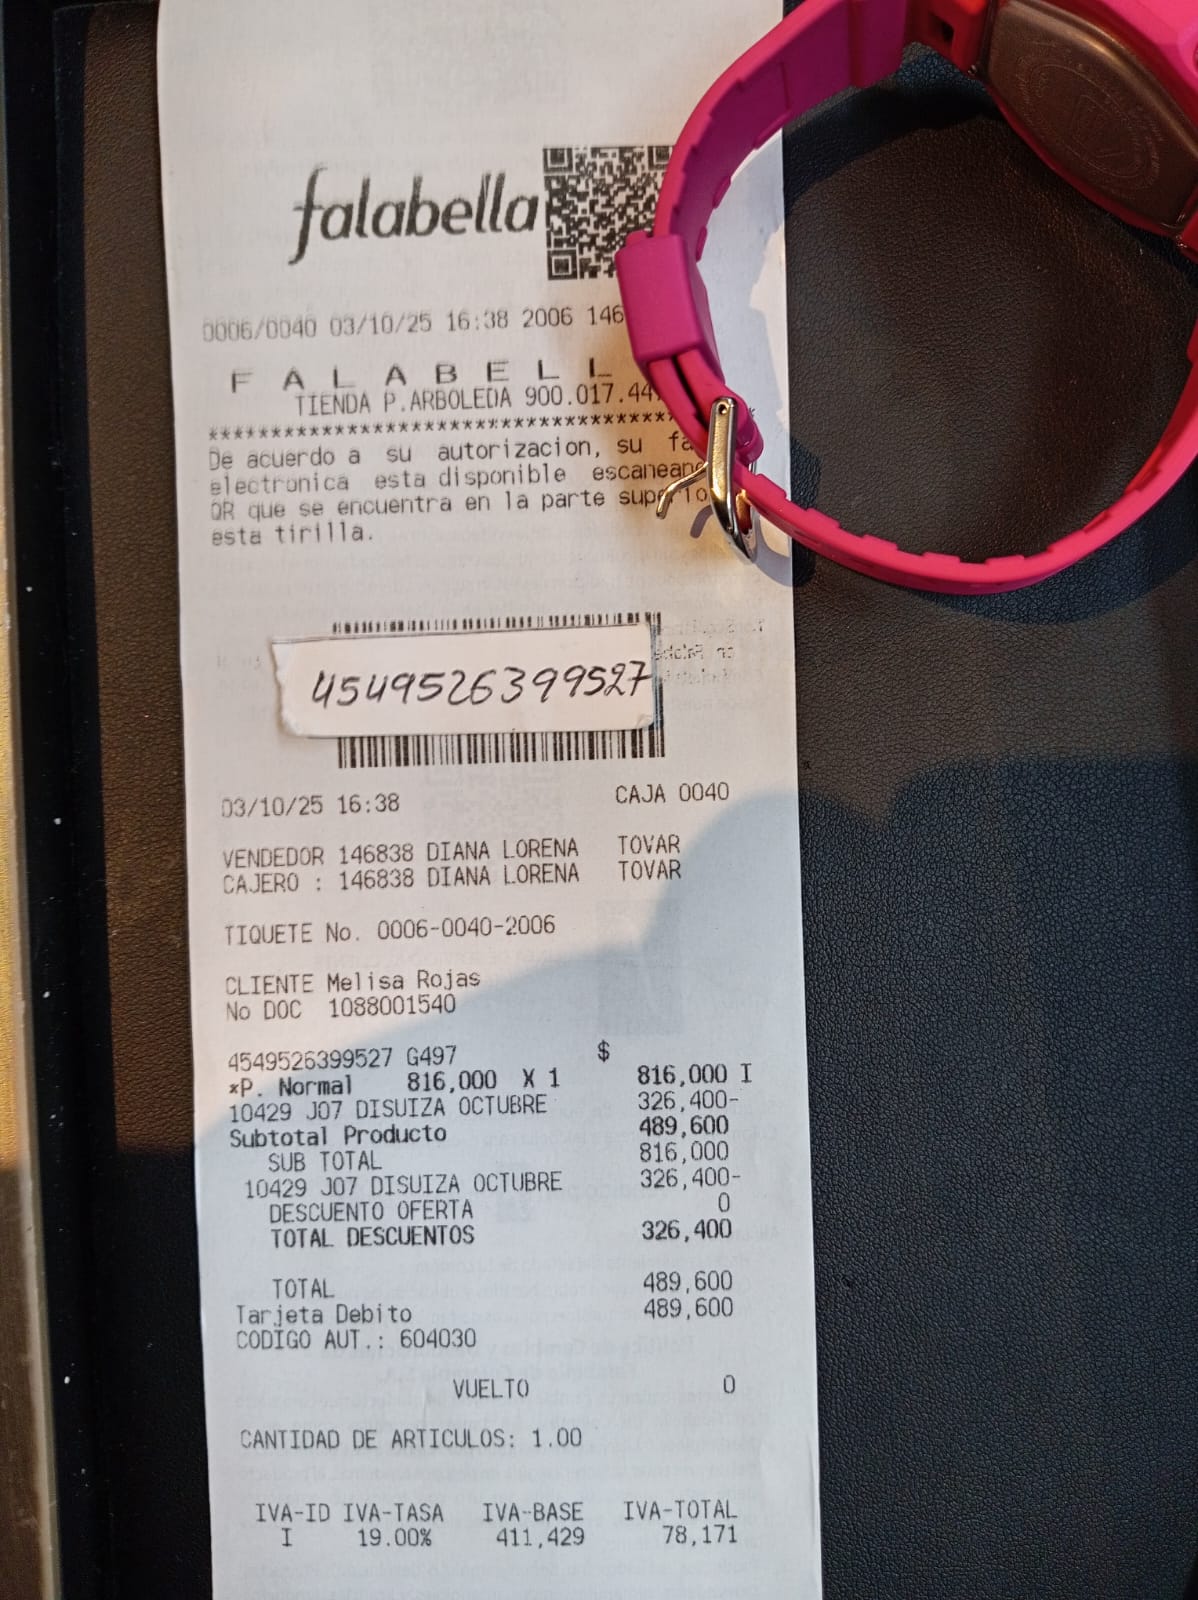 falabella
0006/0040 03/10/25 16:38 2006 146
FALABELL
TIENDA P.ARBOLEDA 900.017.44
************************************
De acuerdo a su autorizacion, su fa
electronica esta disponible escanean
QR que se encuentra en la parte superio
esta tirilla.
4549526399527
03/10/25 16:38 CAJA 0040
VENDEDOR 146838 DIANA LORENA TOVAR
CAJERO : 146838 DIANA LORENA TOVAR
TIQUETE No. 0006-0040-2006
CLIENTE Melisa Rojas
No DOC 1088001540
4549526399527 G497 $
*P. Normal 816,000 X 1 816,000 I
10429 J07 DISUIZA OCTUBRE 326,400-
Subtotal Producto 489,600
SUB TOTAL 816,000
10429 J07 DISUIZA OCTUBRE 326,400-
DESCUENTO OFERTA 0
TOTAL DESCUENTOS 326,400
TOTAL 489,600
Tarjeta Debito 489,600
CODIGO AUT.: 604030
VUELTO 0
CANTIDAD DE ARTICULOS: 1.00
IVA-ID IVA-TASA IVA-BASE IVA-TOTAL
I 19.00% 411,429 78,171